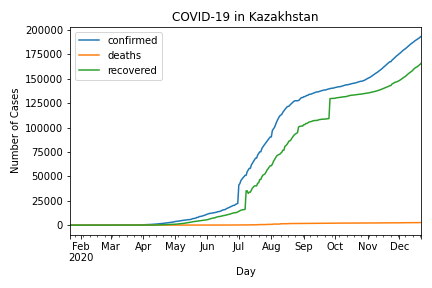 COVID-19 in Kazakhstan
confirmed
deaths
recovered
Number of Cases
200000
175000
150000
125000
100000
75000
50000
25000
0
Feb Mar Apr May Jun Jul Aug Sep Oct Nov Dec
2020
Day